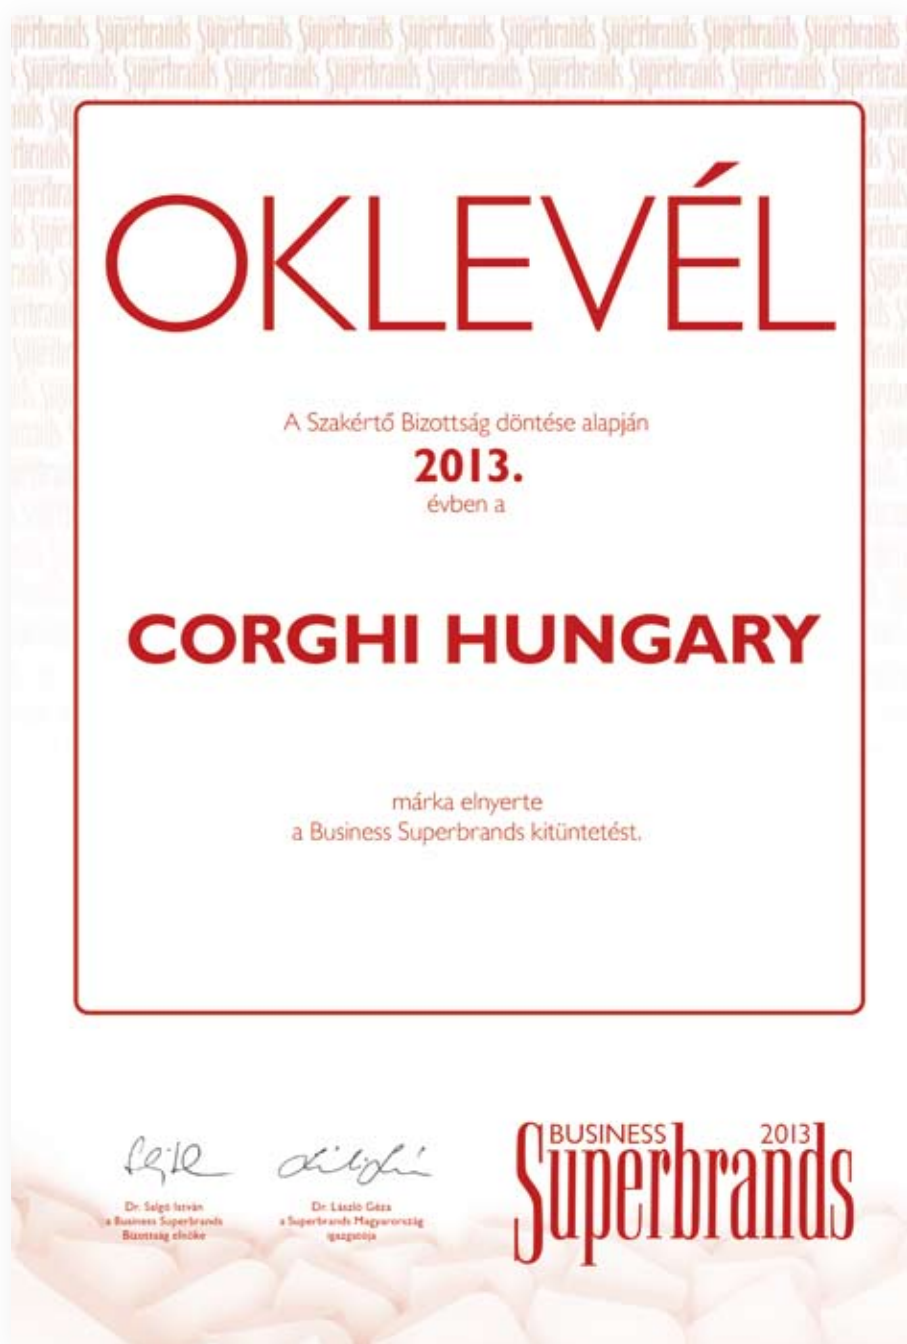 OKLEVÉL
A Szakértő Bizottság döntése alapján
2013.
évben a
CORGHI HUNGARY
márka elnyerte
a Business Superbrands kitüntetést.
Dr. Salgó István
a Business Superbrands
Bizottság elnöke
Dr. László Géza
a Superbrands Magyarország
igazgatója
BUSINESS 2013
Superbrands